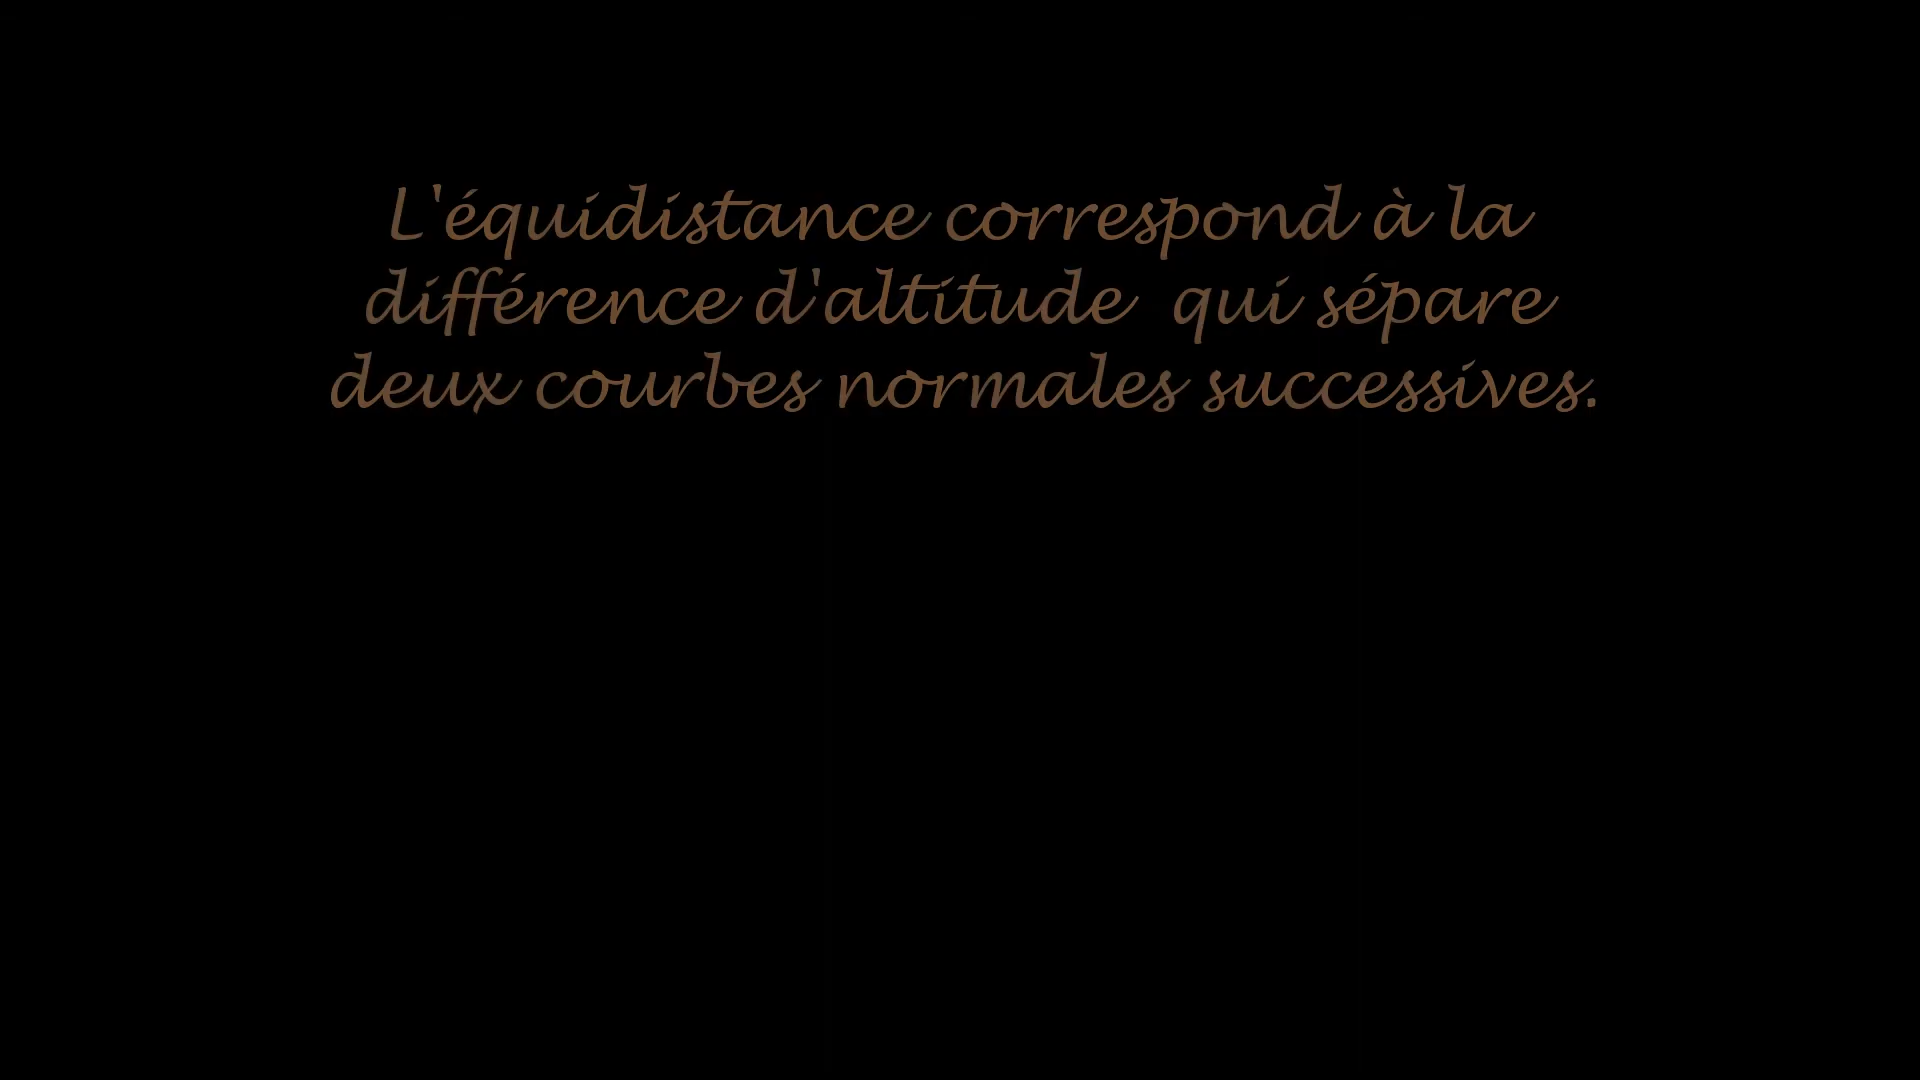 L'équidistance correspond à la
différence d'altitude  qui sépare
deux courbes normales successives.